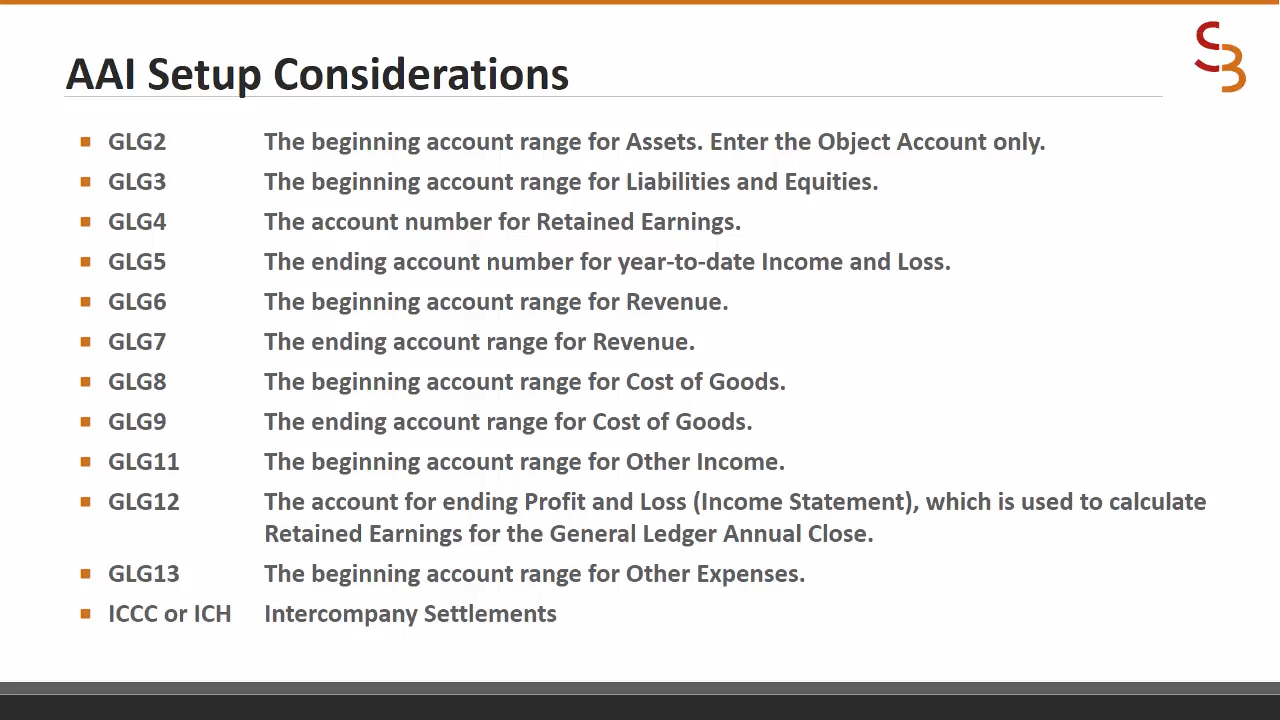 AAI Setup Considerations
GLG2 The beginning account range for Assets. Enter the Object Account only.
GLG3 The beginning account range for Liabilities and Equities.
GLG4 The account number for Retained Earnings.
GLG5 The ending account number for year-to-date Income and Loss.
GLG6 The beginning account range for Revenue.
GLG7 The ending account range for Revenue.
GLG8 The beginning account range for Cost of Goods.
GLG9 The ending account range for Cost of Goods.
GLG11 The beginning account range for Other Income.
GLG12 The account for ending Profit and Loss (Income Statement), which is used to calculate
Retained Earnings for the General Ledger Annual Close.
GLG13 The beginning account range for Other Expenses.
ICCC or ICH Intercompany Settlements
SB